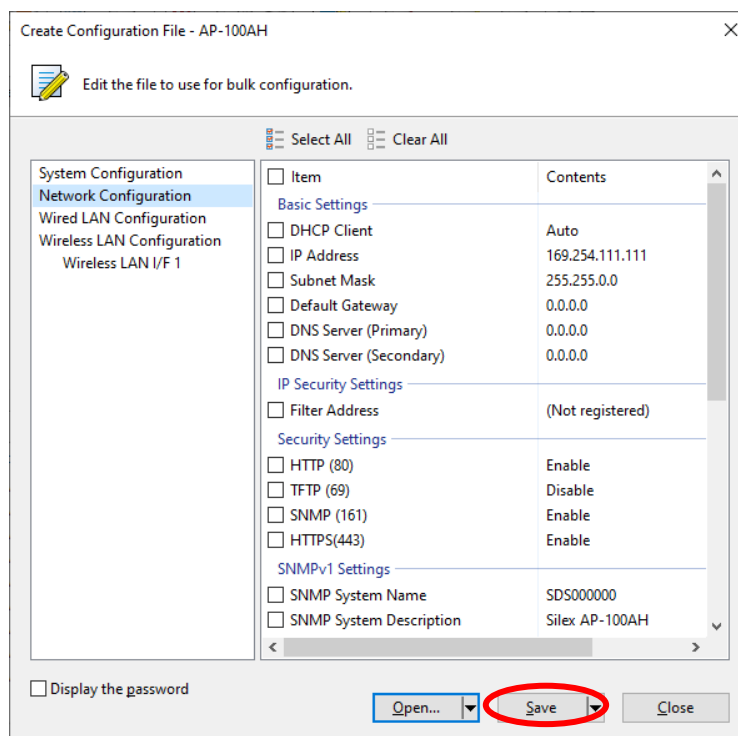 Create Configuration File - AP-100AH
Edit the file to use for bulk configuration.
Select All Clear All
System Configuration
Network Configuration
Wired LAN Configuration
Wireless LAN Configuration
Wireless LAN I/F 1
Item Contents
Basic Settings
DHCP Client Auto
IP Address 169.254.111.111
Subnet Mask 255.255.0.0
Default Gateway 0.0.0.0
DNS Server (Primary) 0.0.0.0
DNS Server (Secondary) 0.0.0.0
IP Security Settings
Filter Address (Not registered)
Security Settings
HTTP (80) Enable
TFTP (69) Disable
SNMP (161) Enable
HTTPS(443) Enable
SNMPv1 Settings
SNMP System Name SDS000000
SNMP System Description Silex AP-100AH
Display the password
Open... Save Close